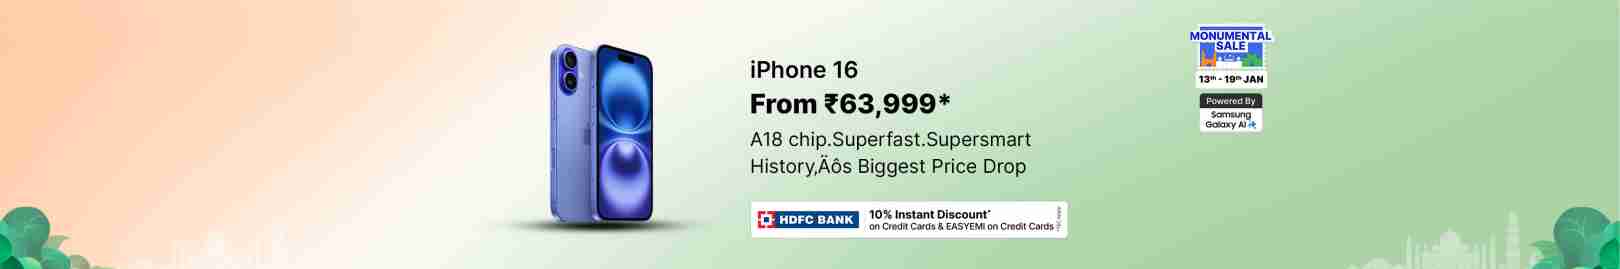 iPhone 16
From ₹63,999*
A18 chip.Superfast.Supersmart
History,Äôs Biggest Price Drop
HDFC BANK
10% Instant Discount*
on Credit Cards & EASYEMI on Credit Cards
MONUMENTAL
SALE
13th - 19th JAN
Powered By
Samsung
Galaxy AI